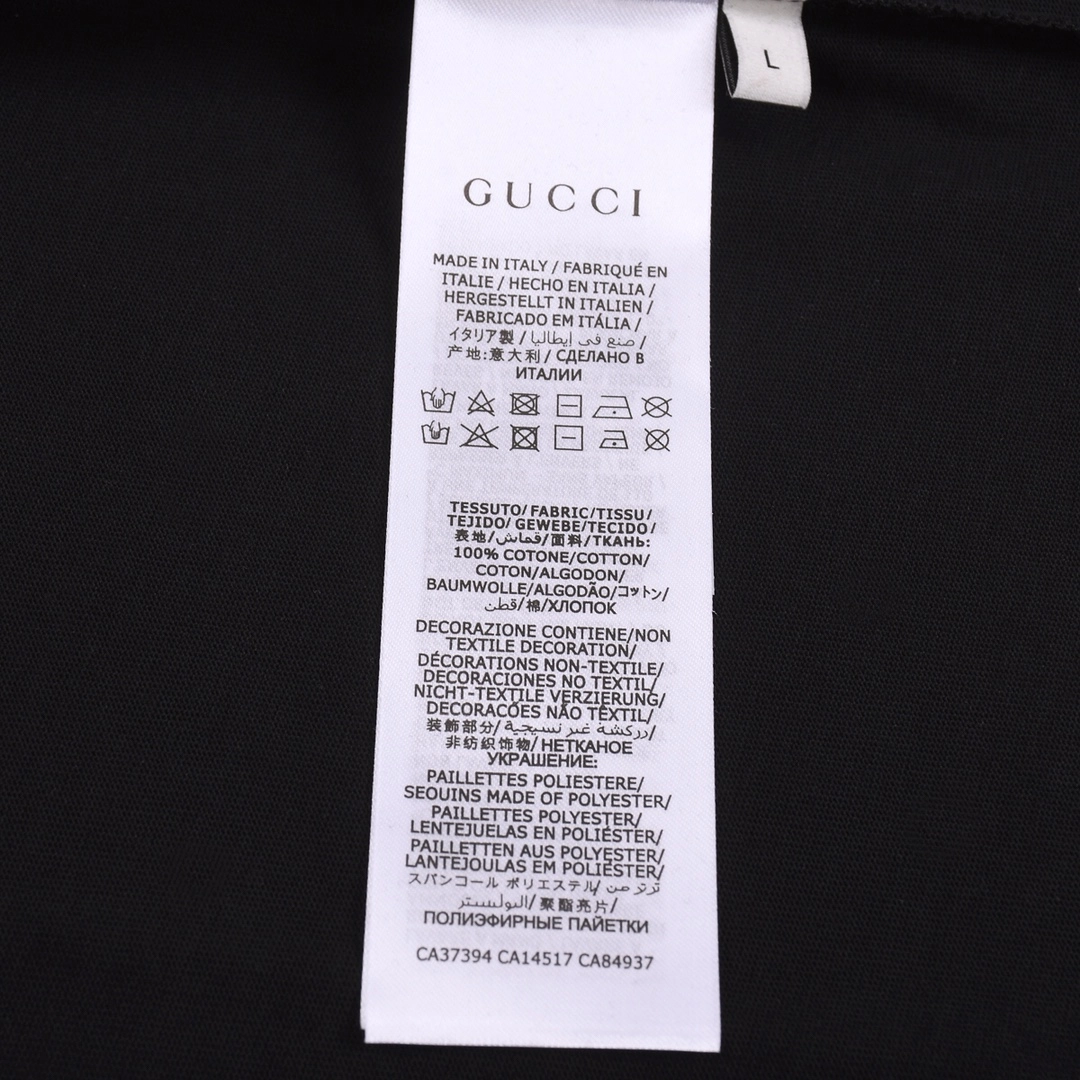 L
GUCCI
MADE IN ITALY / FABRIQUÉ EN
ITALIE / HECHO EN ITALIA /
HERGESTELLT IN ITALIEN /
FABRICADO EM ITÁLIA /
イタリア製 / صنع في إيطاليا /
产地:意大利 / СДЕЛАНО В
ИТАЛИИ
TESSUTO/FABRIC/TISSU/
TEJIDO/ GEWEBE/TECIDO/
表地/قماش/面料/ТКАНЬ:
100% COTONE/COTTON/
COTON/ALGODON/
BAUMWOLLE/ALGODÃO/コットン/
قطن/棉/ХЛОПОК
DECORAZIONE CONTIENE/NON
TEXTILE DECORATION/
DÉCORATIONS NON-TEXTILE/
DECORACIONES NO TEXTIL/
NICHT-TEXTILE VERZIERUNG/
DECORACÕES NÃO TÊXTIL/
装飾部分/زركشة غير نسيجية/
非纺织饰物/ НЕТКАНОЕ
УКРАШЕНИЕ:
PAILLETTES POLIESTERE/
SEOUINS MADE OF POLYESTER/
PAILLETTES POLYESTER/
LENTEJUELAS EN POLIÉSTER/
PAILLETTEN AUS POLYESTER/
LANTEJOULAS EM POLIÉSTER/
スパンコール ポリエステル/ ترتر من
البوليستر/聚酯亮片/
ПОЛИЭФИРНЫЕ ПАЙЕТКИ
CA37394 CA14517 CA84937